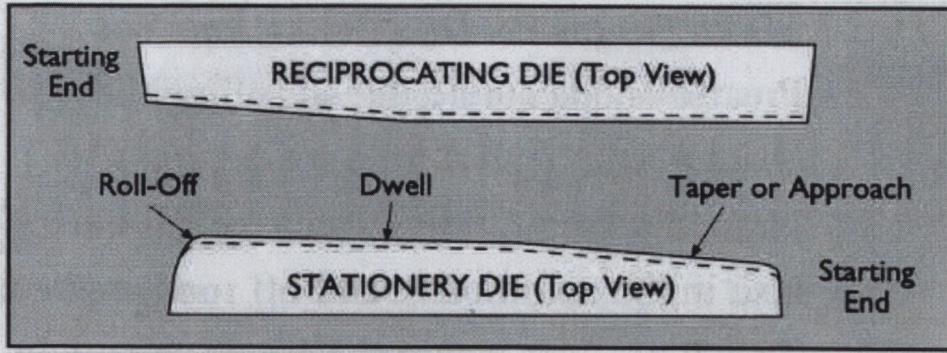 Starting
End
RECIPROCATING DIE (Top View)
Roll-Off
Dwell
Taper or Approach
STATIONERY DIE (Top View)
Starting
End